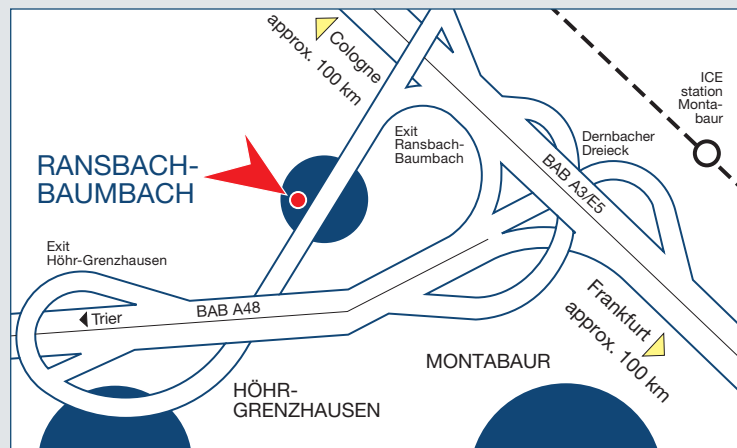 Cologne
approx. 100 km
ICE
station
Monta-
baur
Exit
Ransbach-
Baumbach
Dernbacher
Dreieck
RANSBACH-
BAUMBACH
BAB A3/E5
Exit
Höhr-Grenzhausen
Trier
BAB A48
Frankfurt
approx. 100 km
MONTABAUR
HÖHR-
GRENZHAUSEN